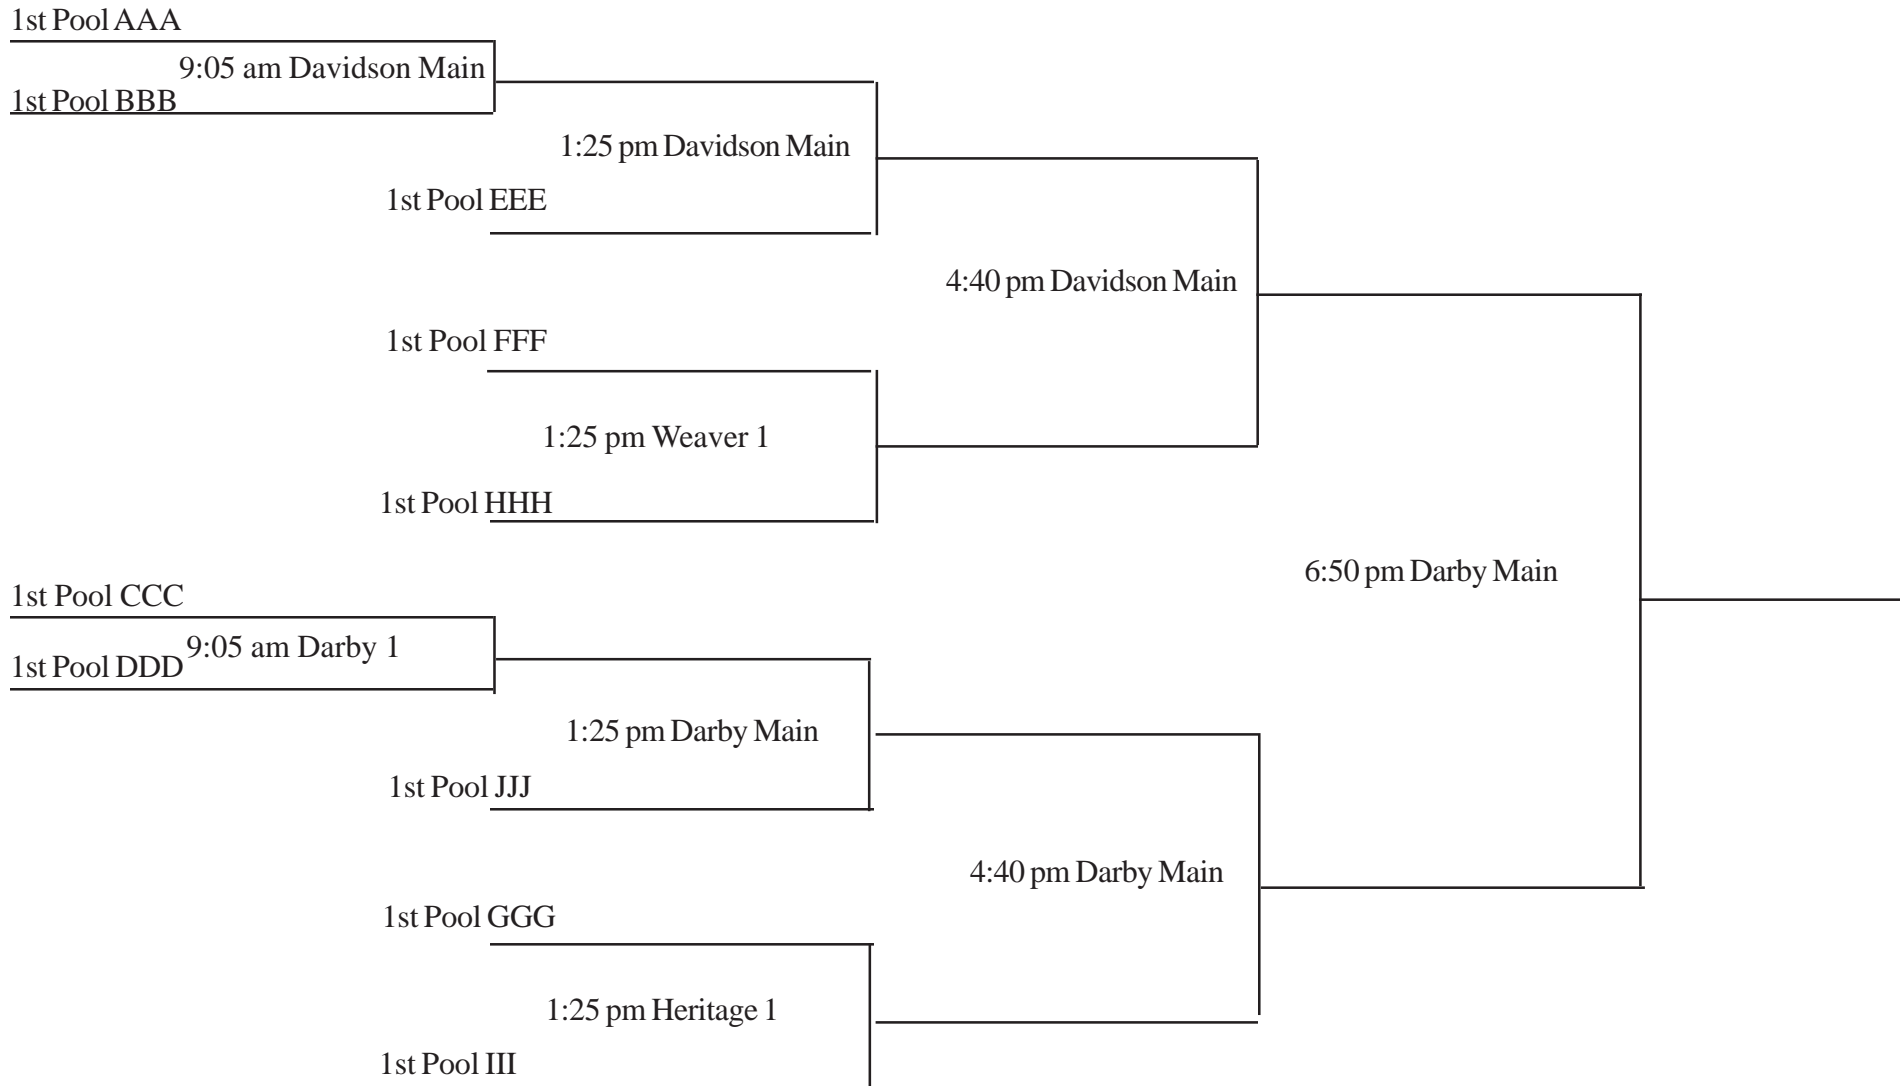 1st Pool AAA
9:05 am Davidson Main
1st Pool BBB
1:25 pm Davidson Main
1st Pool EEE
4:40 pm Davidson Main
1st Pool FFF
1:25 pm Weaver 1
1st Pool HHH
6:50 pm Darby Main
1st Pool CCC
9:05 am Darby 1
1st Pool DDD
1:25 pm Darby Main
1st Pool JJJ
4:40 pm Darby Main
1st Pool GGG
1:25 pm Heritage 1
1st Pool III